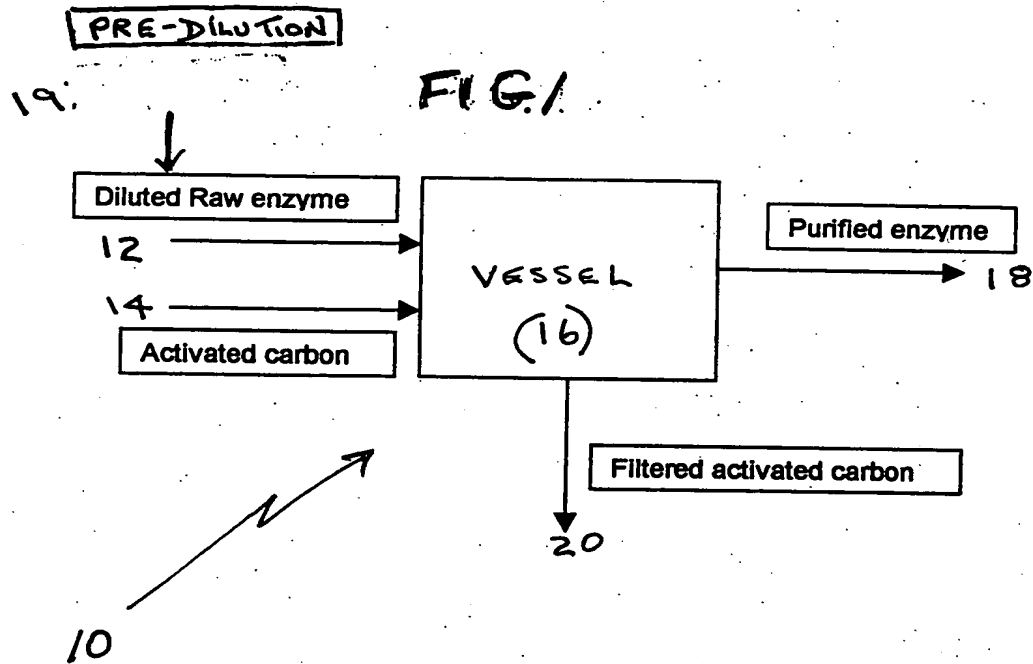 PRE-DILUTION
19:
FIG.1
Diluted Raw enzyme
12
Purified enzyme
18
VESSEL
(16)
14
Activated carbon
Filtered activated carbon
20
10